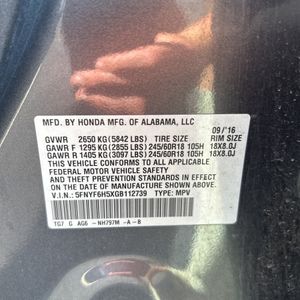 MFD. BY HONDA MFG. OF ALABAMA, LLC
09/'16
GVWR 2650 KG (5842 LBS) TIRE SIZE RIM SIZE
GAWR F 1295 KG (2855 LBS) 245/60R18 105H 18X8.0J
GAWR R 1405 KG (3097 LBS) 245/60R18 105H 18X8.0J
THIS VEHICLE CONFORMS TO ALL APPLICABLE
FEDERAL MOTOR VEHICLE SAFETY STANDARDS IN
EFFECT ON THE DATE OF MANUFACTURE SHOWN ABOVE.
V.I.N.: 5FNYF6H5XGB112739 TYPE: MPV
TG7 G AG6 -NH797M -A-B